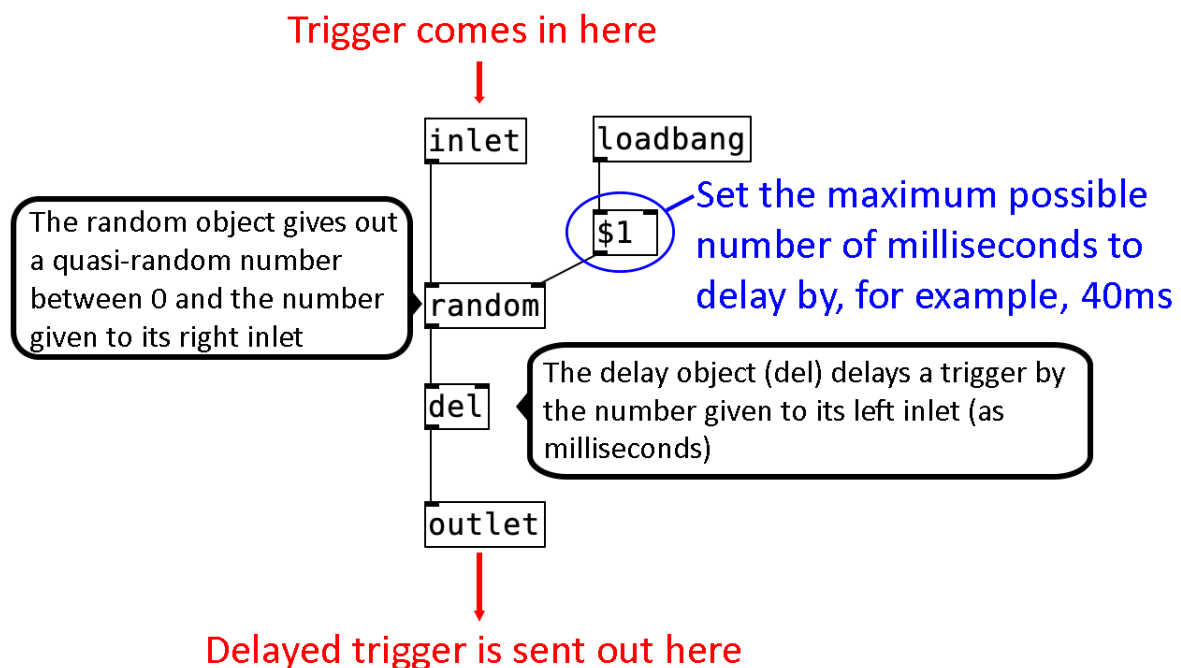 Trigger comes in here
inlet
loadbang
Set the maximum possible
number of milliseconds to
delay by, for example, 40ms
$1
The random object gives out
a quasi-random number
between 0 and the number
given to its right inlet
random
The delay object (del) delays a trigger by
the number given to its left inlet (as
milliseconds)
del
outlet
Delayed trigger is sent out here